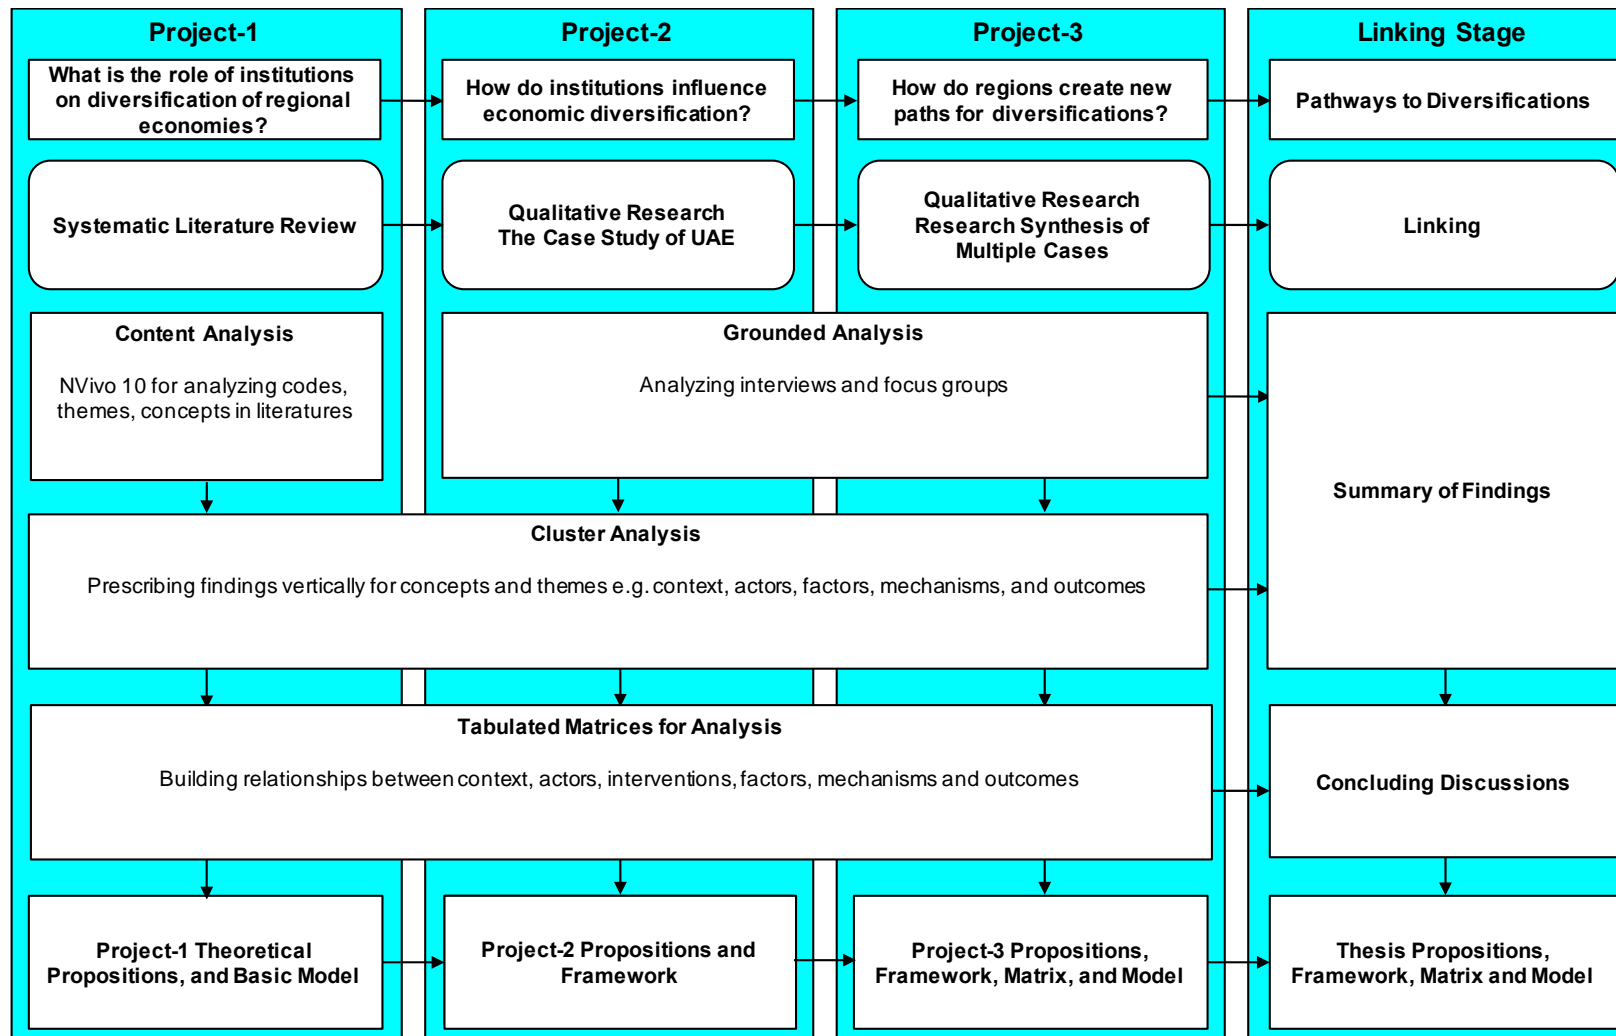 Project-1
Project-2
Project-3
Linking Stage
What is the role of institutions
on diversification of regional
economies?
How do institutions influence
economic diversification?
How do regions create new
paths for diversifications?
Pathways to Diversifications
Systematic Literature Review
Qualitative Research
The Case Study of UAE
Qualitative Research
Research Synthesis of
Multiple Cases
Linking
Content Analysis
NVivo 10 for analyzing codes,
themes, concepts in literatures
Grounded Analysis
Analyzing interviews and focus groups
Summary of Findings
Cluster Analysis
Prescribing findings vertically for concepts and themes e.g. context, actors, factors, mechanisms, and outcomes
Tabulated Matrices for Analysis
Building relationships between context, actors, interventions, factors, mechanisms and outcomes
Concluding Discussions
Project-1 Theoretical
Propositions, and Basic Model
Project-2 Propositions and
Framework
Project-3 Propositions,
Framework, Matrix, and Model
Thesis Propositions,
Framework, Matrix and Model